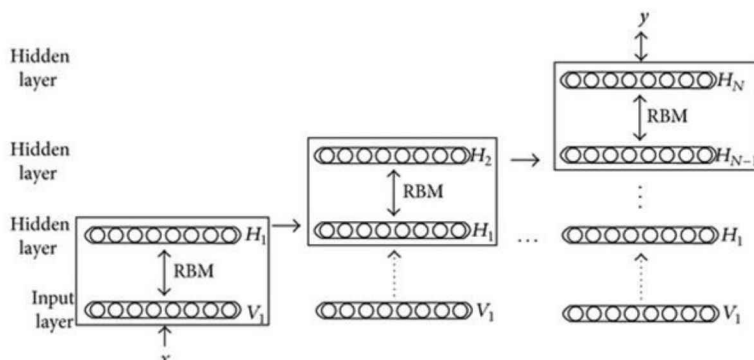 y
Hidden
layer
H_N
RBM
Hidden
layer
H_2
H_{N-1}
RBM
⋮
Hidden
layer
H_1
H_1
...
H_1
RBM
Input
layer
V_1
V_1
V_1
x